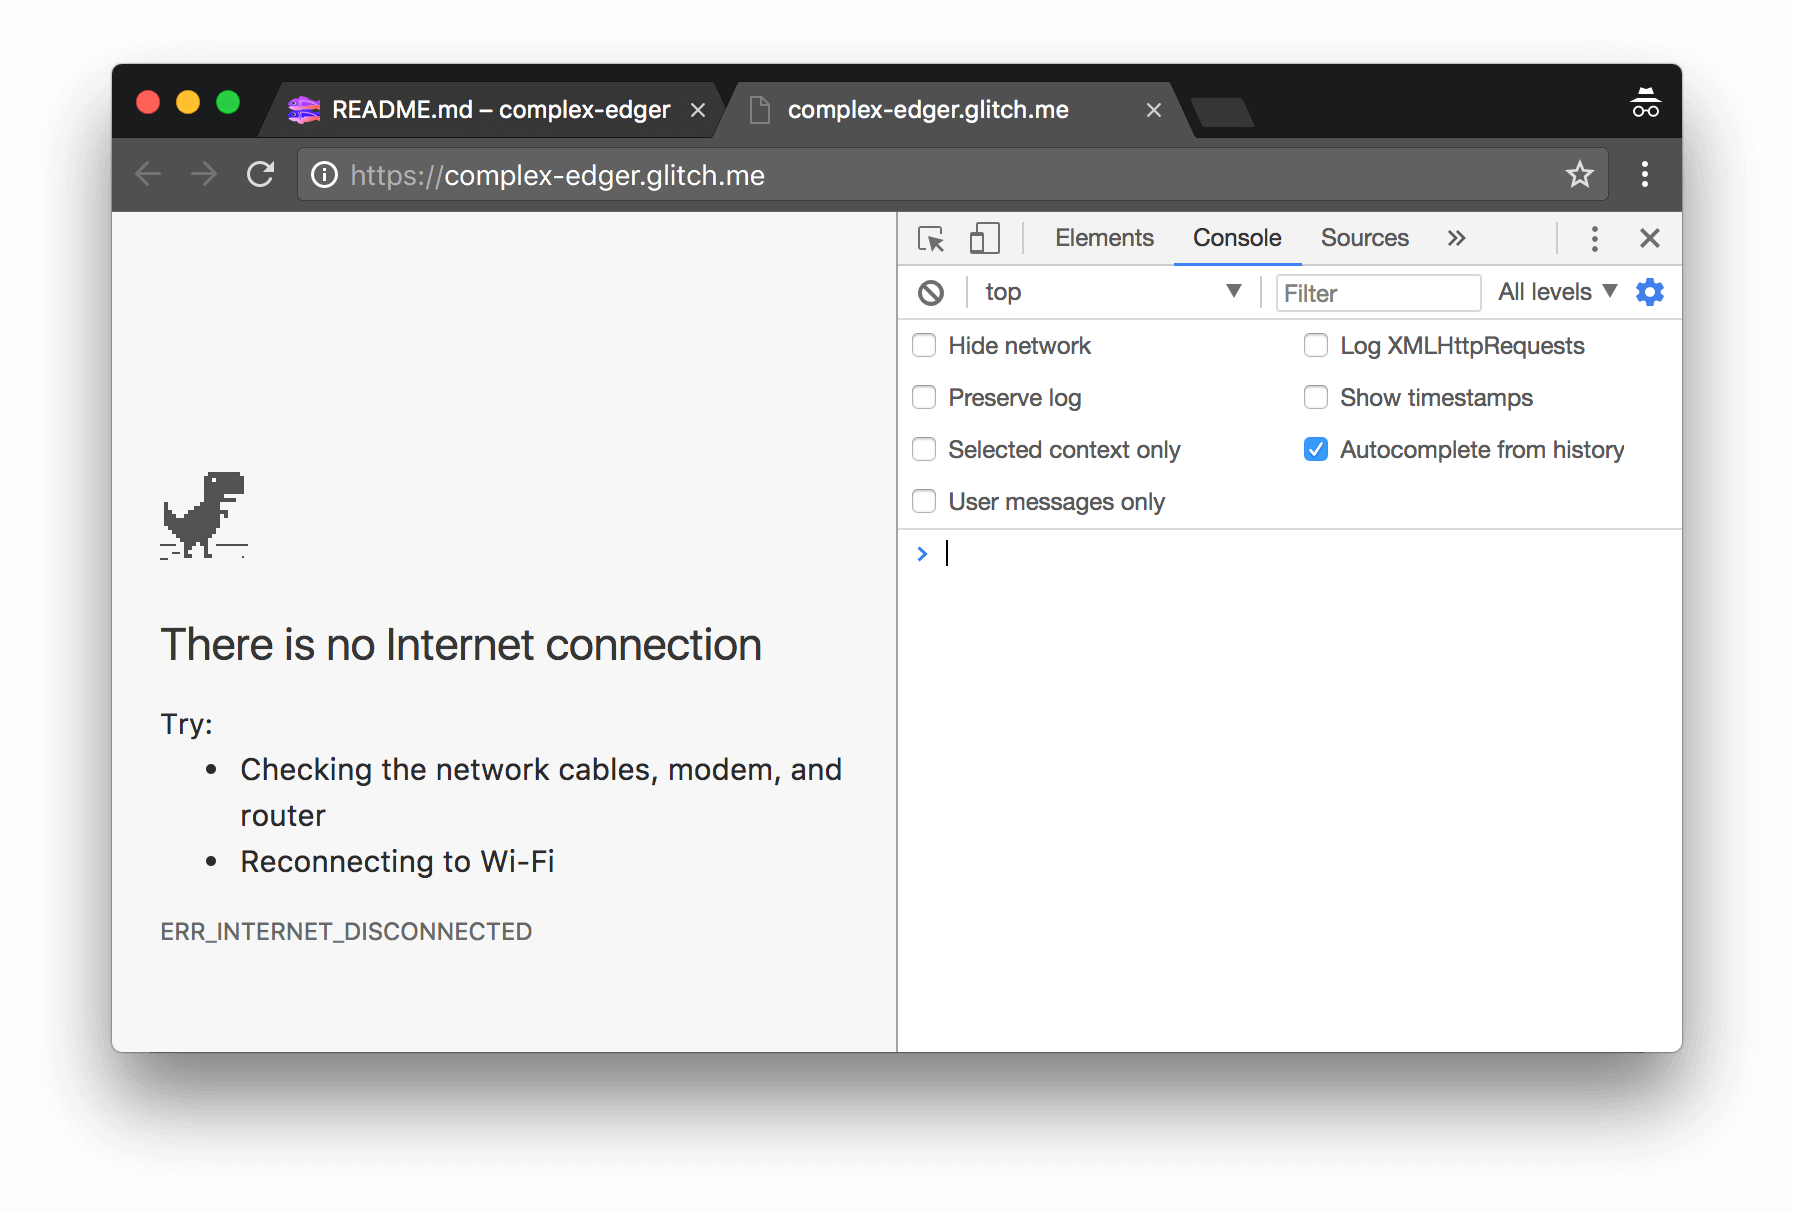 README.md – complex-edger
complex-edger.glitch.me
https://complex-edger.glitch.me
Elements Console Sources
top Filter All levels
Hide network Log XMLHttpRequests
Preserve log Show timestamps
Selected context only Autocomplete from history
User messages only
There is no Internet connection
Try:
• Checking the network cables, modem, and
router
• Reconnecting to Wi-Fi
ERR_INTERNET_DISCONNECTED